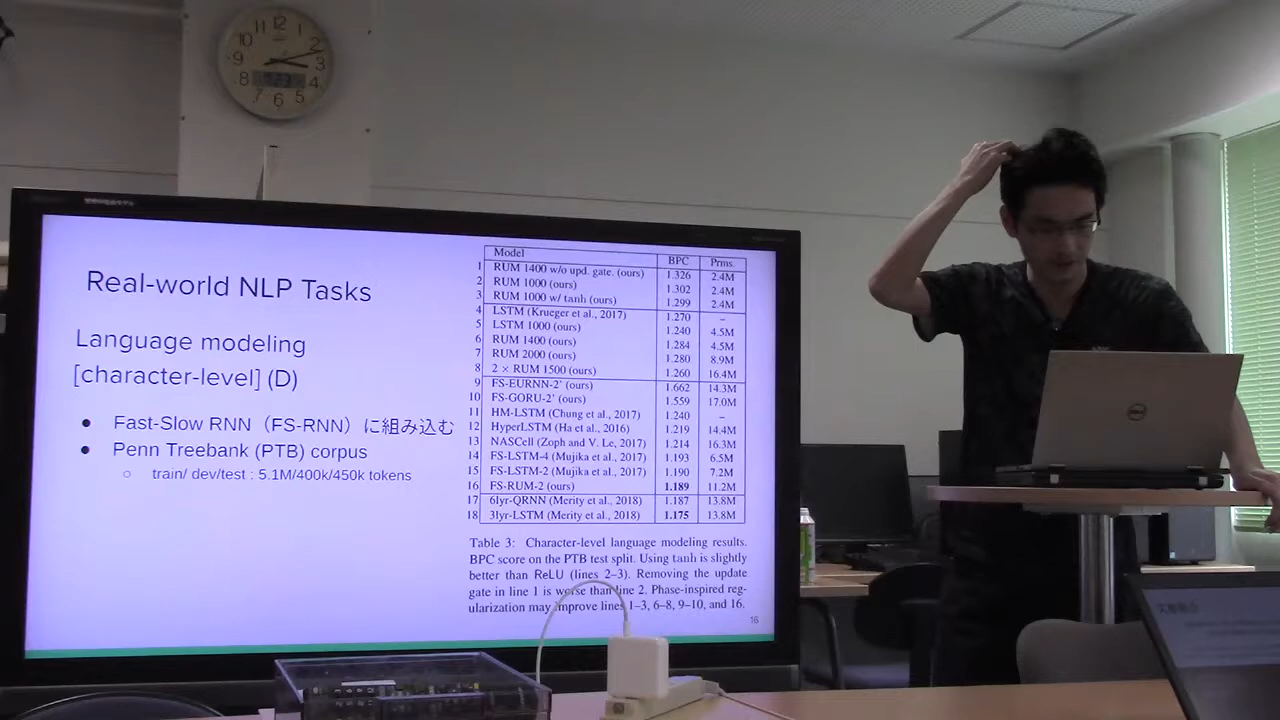 11 12 1
10 2
9 3
8 4
7 6 5
Real-world NLP Tasks
Language modeling
[character-level] (D)
● Fast-Slow RNN（FS-RNN）に組み込む
● Penn Treebank (PTB) corpus
○ train/ dev/test : 5.1M/400k/450k tokens
Model BPC Prms.
1 RUM 1400 w/o upd. gate. (ours) 1.326 2.4M
2 RUM 1000 (ours) 1.302 2.4M
3 RUM 1000 w/ tanh (ours) 1.299 2.4M
4 LSTM (Krueger et al., 2017) 1.270 –
5 LSTM 1000 (ours) 1.240 4.5M
6 RUM 1400 (ours) 1.284 4.5M
7 RUM 2000 (ours) 1.280 8.9M
8 2 × RUM 1500 (ours) 1.260 16.4M
9 FS-EURNN-2' (ours) 1.662 14.3M
10 FS-GORU-2' (ours) 1.559 17.0M
11 HM-LSTM (Chung et al., 2017) 1.240 –
12 HyperLSTM (Ha et al., 2016) 1.219 14.4M
13 NASCell (Zoph and V. Le, 2017) 1.214 16.3M
14 FS-LSTM-4 (Mujika et al., 2017) 1.193 6.5M
15 FS-LSTM-2 (Mujika et al., 2017) 1.190 7.2M
16 FS-RUM-2 (ours) 1.189 11.2M
17 6lyr-QRNN (Merity et al., 2018) 1.187 13.8M
18 3lyr-LSTM (Merity et al., 2018) 1.175 13.8M
Table 3: Character-level language modeling results.
BPC score on the PTB test split. Using tanh is slightly
better than ReLU (lines 2–3). Removing the update
gate in line 1 is worse than line 2. Phase-inspired reg-
ularization may improve lines 1–3, 6–8, 9–10, and 16.
16
DELL